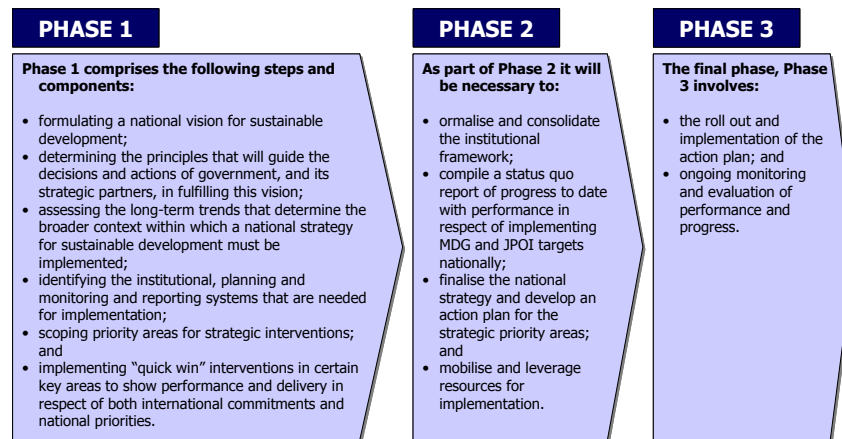 PHASE 1
Phase 1 comprises the following steps and
components:
• formulating a national vision for sustainable
development;
• determining the principles that will guide the
decisions and actions of government, and its
strategic partners, in fulfilling this vision;
• assessing the long-term trends that determine the
broader context within which a national strategy
for sustainable development must be
implemented;
• identifying the institutional, planning and
monitoring and reporting systems that are needed
for implementation;
• scoping priority areas for strategic interventions;
and
• implementing “quick win” interventions in certain
key areas to show performance and delivery in
respect of both international commitments and
national priorities.
PHASE 2
As part of Phase 2 it will
be necessary to:
• ormalise and consolidate
the institutional
framework;
• compile a status quo
report of progress to date
with performance in
respect of implementing
MDG and JPOI targets
nationally;
• finalise the national
strategy and develop an
action plan for the
strategic priority areas;
and
• mobilise and leverage
resources for
implementation.
PHASE 3
The final phase, Phase
3 involves:
• the roll out and
implementation of the
action plan; and
• ongoing monitoring
and evaluation of
performance and
progress.